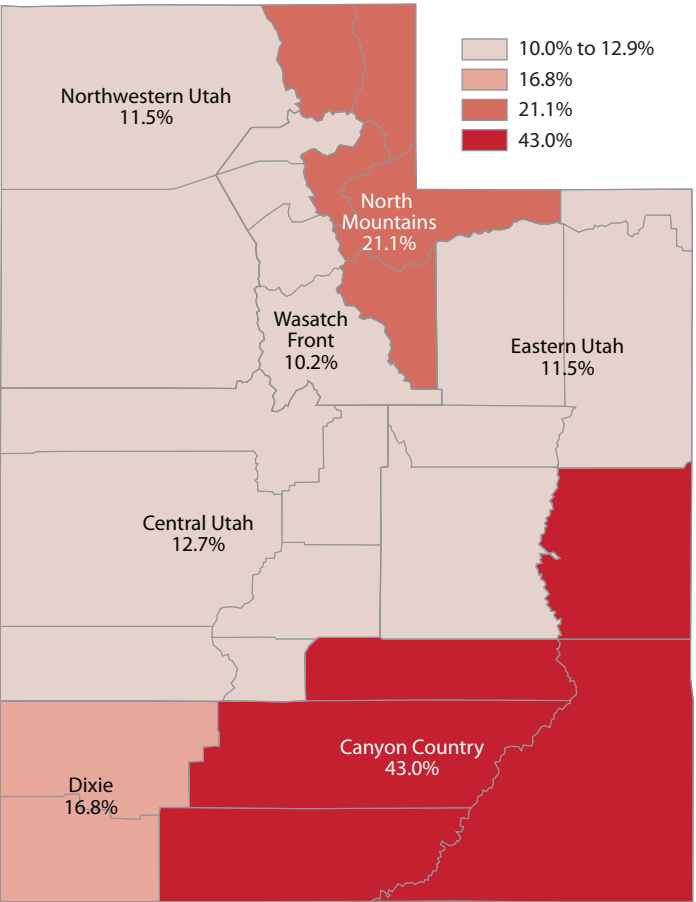 10.0% to 12.9%
16.8%
21.1%
43.0%
Northwestern Utah
11.5%
North
Mountains
21.1%
Wasatch
Front
10.2%
Eastern Utah
11.5%
Central Utah
12.7%
Canyon Country
43.0%
Dixie
16.8%